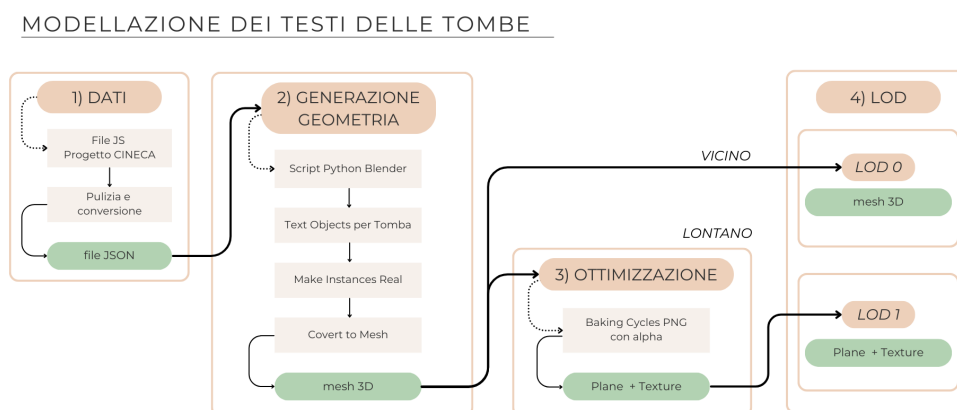 MODELLAZIONE DEI TESTI DELLE TOMBE
1) DATI
File JS
Progetto CINECA
Pulizia e
conversione
file JSON
2) GENERAZIONE
GEOMETRIA
Script Python Blender
Text Objects per Tomba
Make Instances Real
Covert to Mesh
mesh 3D
VICINO
LONTANO
3) OTTIMIZZAZIONE
Baking Cycles PNG
con alpha
Plane + Texture
4) LOD
LOD 0
mesh 3D
LOD 1
Plane + Texture